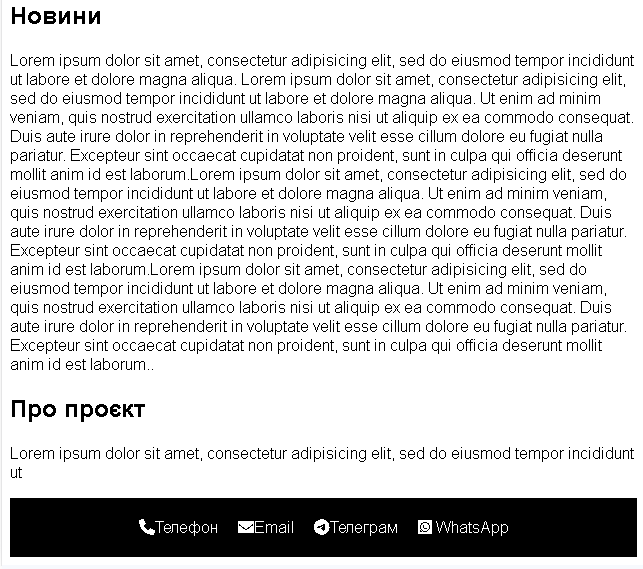 Новини
Lorem ipsum dolor sit amet, consectetur adipisicing elit, sed do eiusmod tempor incididunt
ut labore et dolore magna aliqua. Lorem ipsum dolor sit amet, consectetur adipisicing elit,
sed do eiusmod tempor incididunt ut labore et dolore magna aliqua. Ut enim ad minim
veniam, quis nostrud exercitation ullamco laboris nisi ut aliquip ex ea commodo consequat.
Duis aute irure dolor in reprehenderit in voluptate velit esse cillum dolore eu fugiat nulla
pariatur. Excepteur sint occaecat cupidatat non proident, sunt in culpa qui officia deserunt
mollit anim id est laborum.Lorem ipsum dolor sit amet, consectetur adipisicing elit, sed do
eiusmod tempor incididunt ut labore et dolore magna aliqua. Ut enim ad minim veniam,
quis nostrud exercitation ullamco laboris nisi ut aliquip ex ea commodo consequat. Duis
aute irure dolor in reprehenderit in voluptate velit esse cillum dolore eu fugiat nulla pariatur.
Excepteur sint occaecat cupidatat non proident, sunt in culpa qui officia deserunt mollit
anim id est laborum.Lorem ipsum dolor sit amet, consectetur adipisicing elit, sed do
eiusmod tempor incididunt ut labore et dolore magna aliqua. Ut enim ad minim veniam,
quis nostrud exercitation ullamco laboris nisi ut aliquip ex ea commodo consequat. Duis
aute irure dolor in reprehenderit in voluptate velit esse cillum dolore eu fugiat nulla pariatur.
Excepteur sint occaecat cupidatat non proident, sunt in culpa qui officia deserunt mollit
anim id est laborum..
Про проєкт
Lorem ipsum dolor sit amet, consectetur adipisicing elit, sed do eiusmod tempor incididunt
ut
Телефон Email Телеграм WhatsApp